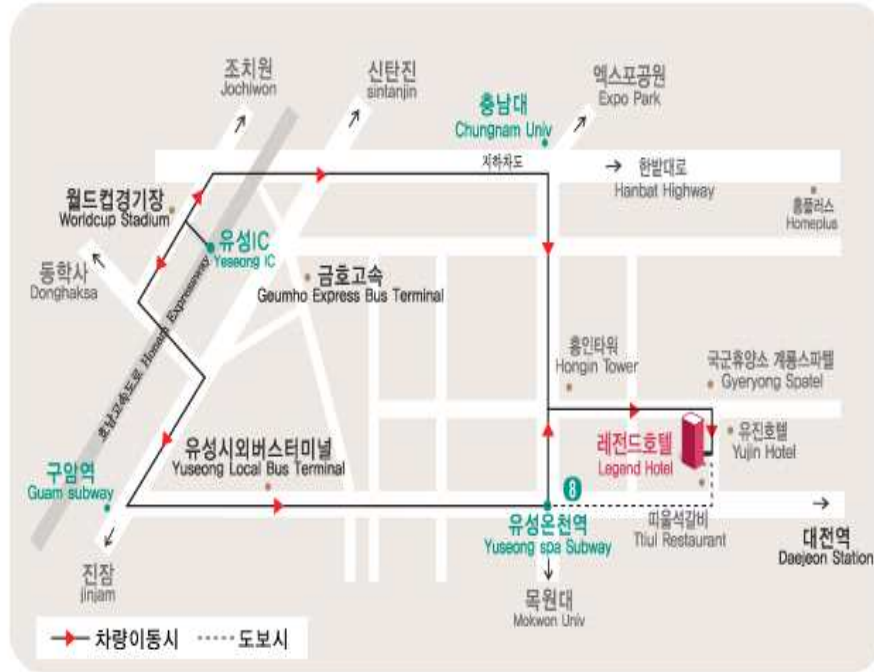 조치원
Jochiwon
신탄진
sintanjin
엑스포공원
Expo Park
충남대
Chungnam Univ
지하차도
한밭대로
Hanbat Highway
월드컵경기장
Worldcup Stadium
홈플러스
Homeplus
유성IC
Yeseong IC
동학사
Donghaksa
금호고속
Geumho Express Bus Terminal
호남고속도로 Honam Expressway
홍인타워
Hongin Tower
국군휴양소 계룡스파텔
Gyeryong Spatel
레전드호텔
Legend Hotel
유진호텔
Yujin Hotel
유성시외버스터미널
Yuseong Local Bus Terminal
구암역
Guam subway
8
유성온천역
Yuseong spa Subway
띠울석갈비
Ttiul Restaurant
대전역
Daejeon Station
진잠
jinjam
목원대
Mokwon Univ
차량이동시
도보시